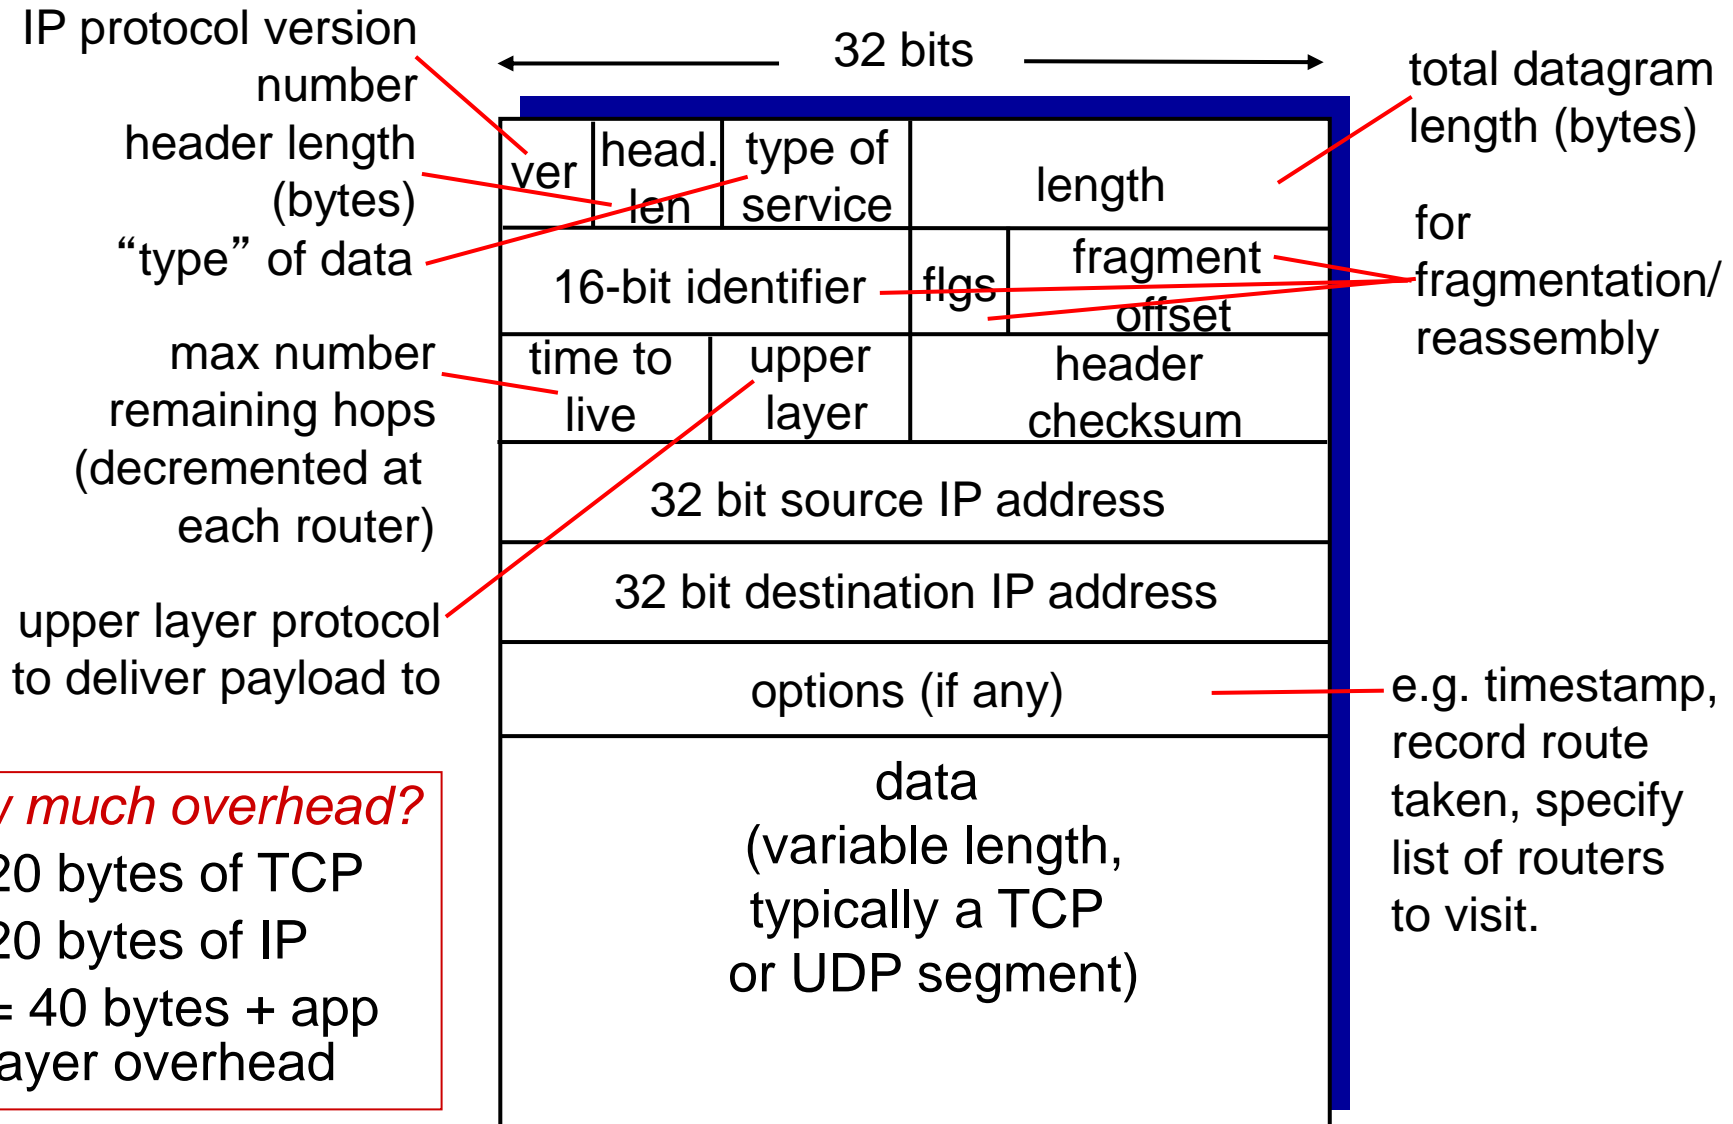 IP protocol version
number
header length
(bytes)
“type” of data
max number
remaining hops
(decremented at
each router)
upper layer protocol
to deliver payload to
much overhead?
20 bytes of TCP
20 bytes of IP
= 40 bytes + app
overhead
32 bits
ver
head.
len
type of
service
length
16-bit identifier
flgs
fragment
offset
time to
live
upper
layer
header
checksum
32 bit source IP address
32 bit destination IP address
options (if any)
data
(variable length,
typically a TCP
or UDP segment)
total datagram
length (bytes)
for
fragmentation/
reassembly
e.g. timestamp,
record route
taken, specify
list of routers
to visit.